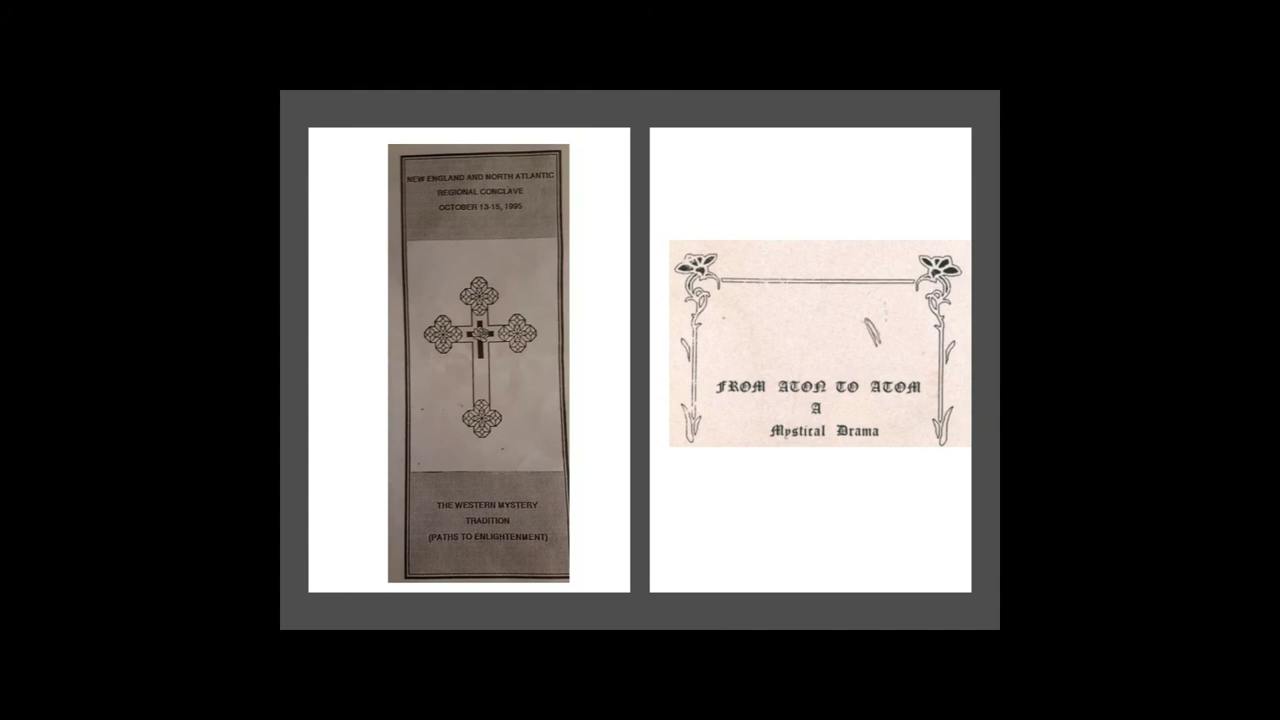 NEW ENGLAND AND NORTH ATLANTIC
REGIONAL CONCLAVE
OCTOBER 13-15, 1995
THE WESTERN MYSTERY
TRADITION
(PATHS TO ENLIGHTENMENT)
FROM ATON TO ATOM
A
Mystical Drama